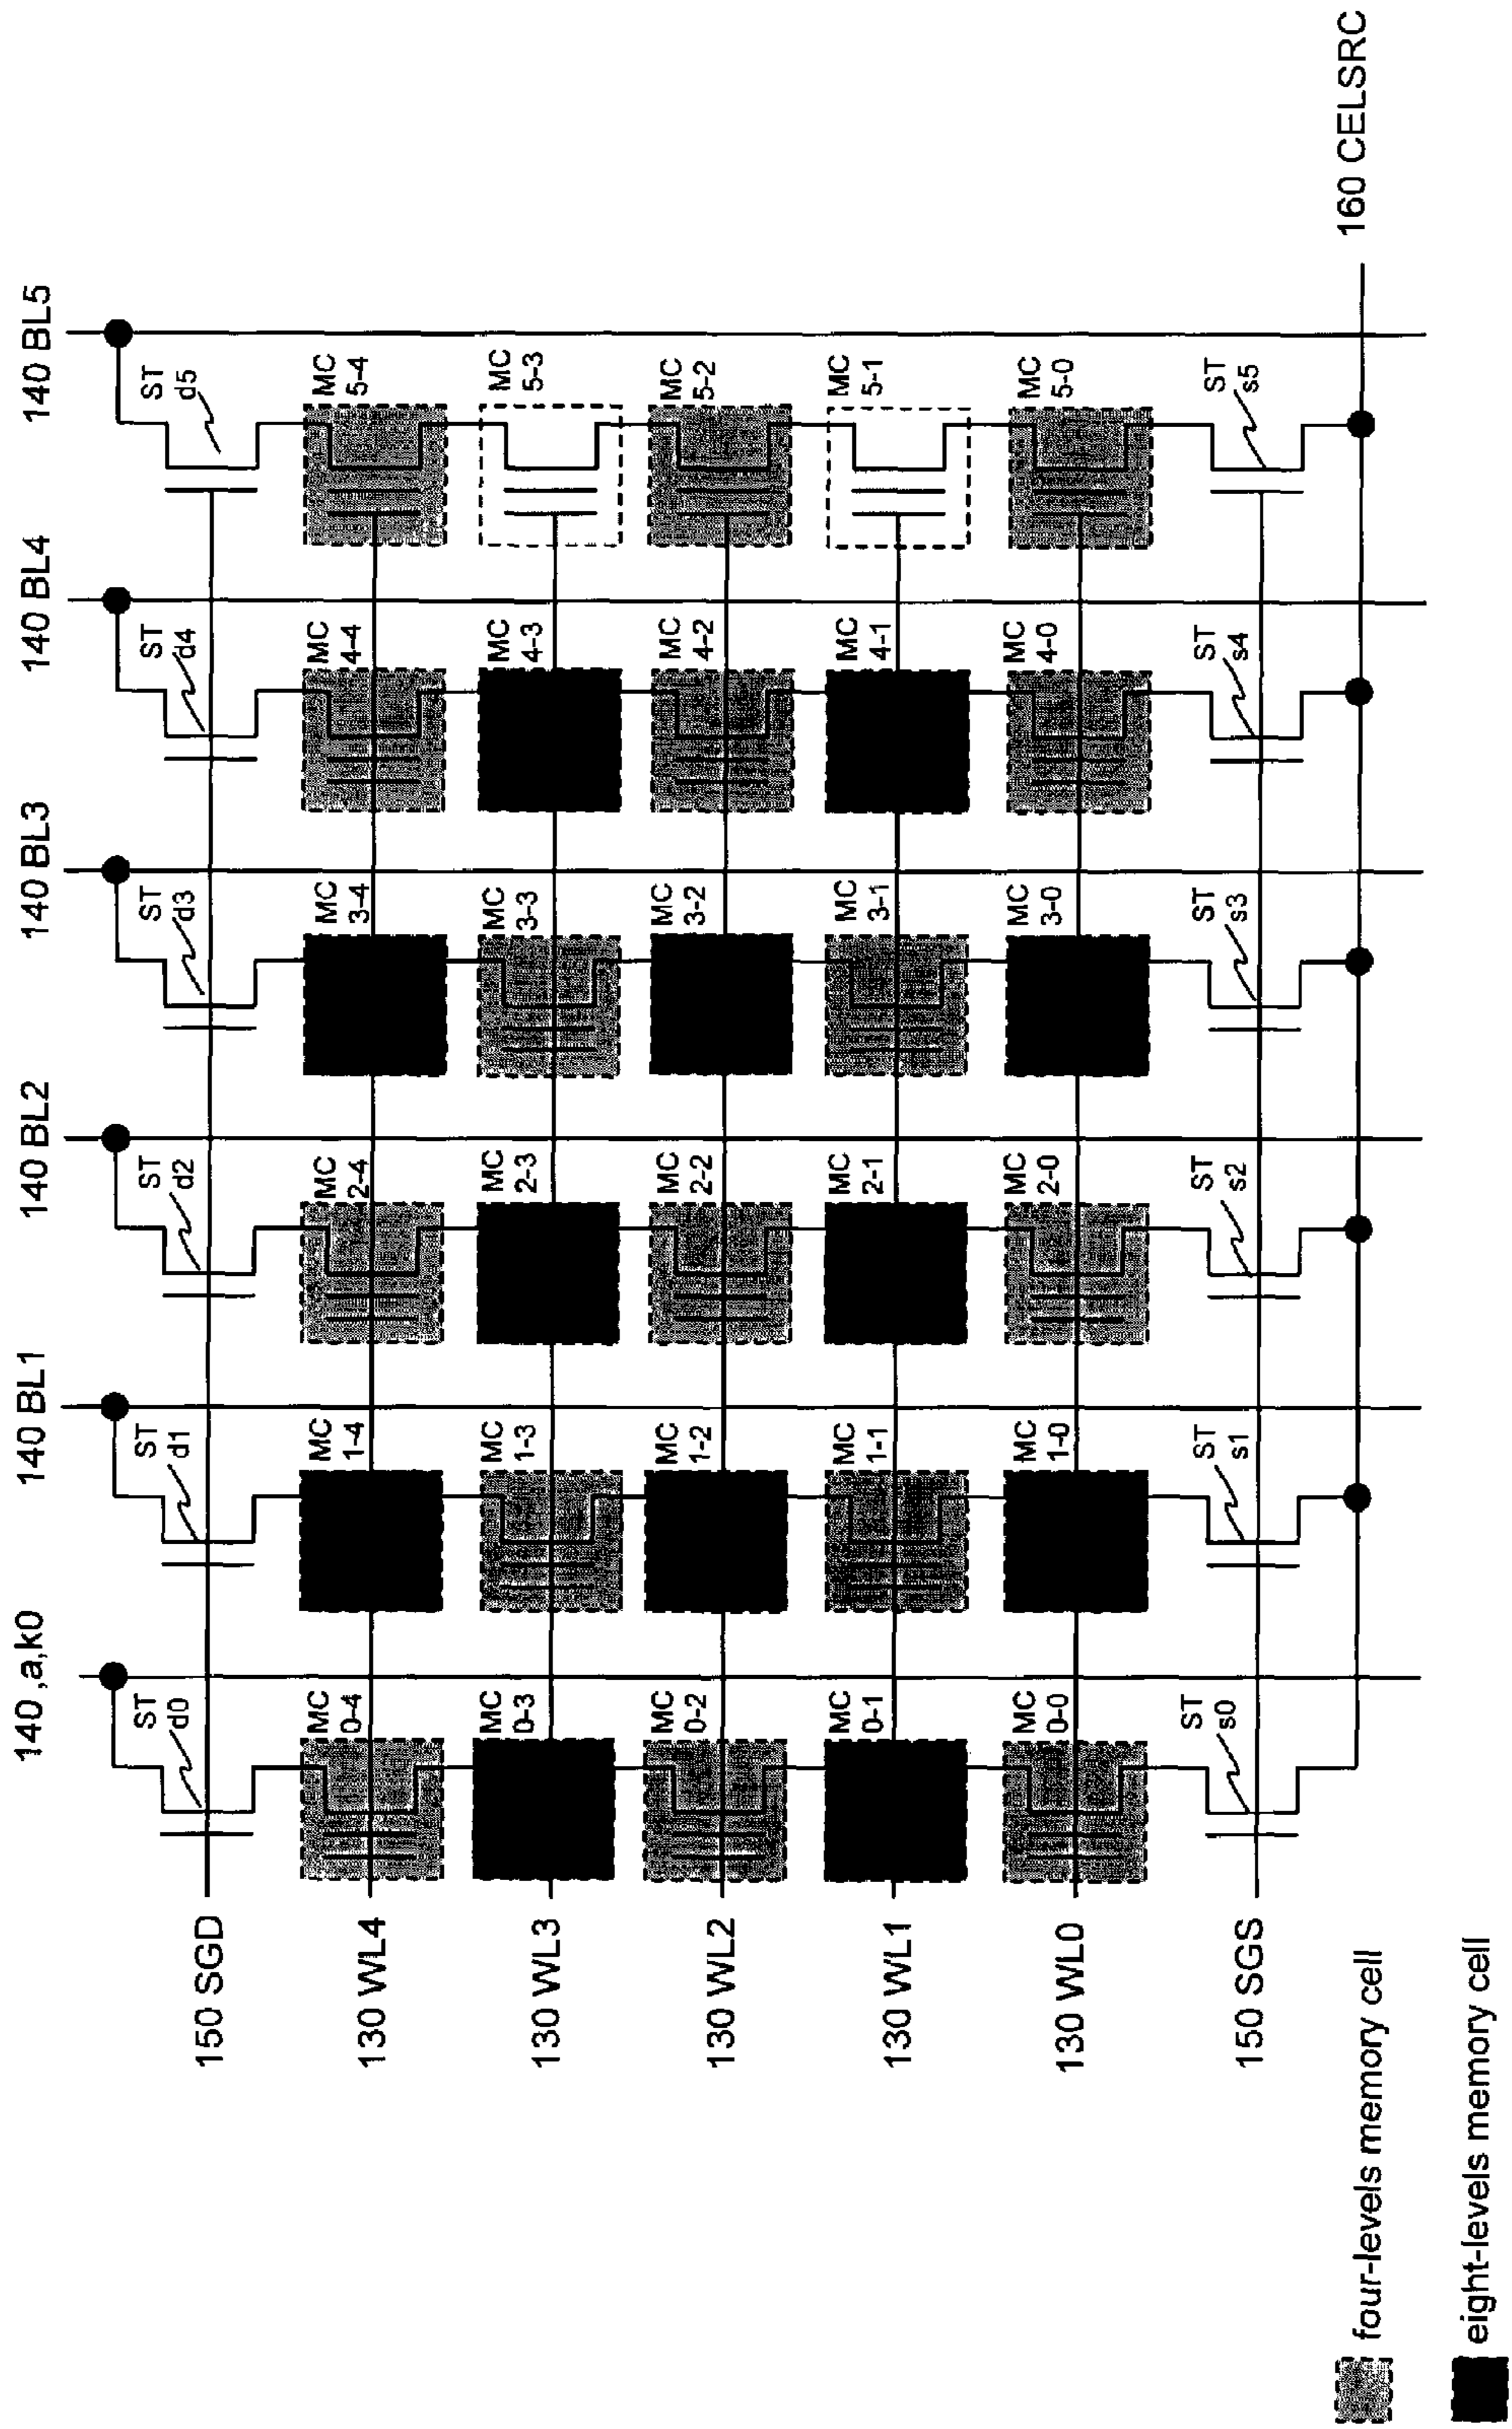 140 ,a,k0
140 BL1
140 BL2
140 BL3
140 BL4
140 BL5
ST
d0
ST
d1
ST
d2
ST
d3
ST
d4
ST
d5
150 SGD
MC
0-4
MC
1-4
MC
2-4
MC
3-4
MC
4-4
MC
5-4
130 WL4
MC
0-3
MC
1-3
MC
2-3
MC
3-3
MC
4-3
MC
5-3
130 WL3
MC
0-2
MC
1-2
MC
2-2
MC
3-2
MC
4-2
MC
5-2
130 WL2
MC
0-1
MC
1-1
MC
2-1
MC
3-1
MC
4-1
MC
5-1
130 WL1
MC
0-0
MC
1-0
MC
2-0
MC
3-0
MC
4-0
MC
5-0
130 WL0
ST
s0
ST
s1
ST
s2
ST
s3
ST
s4
ST
s5
150 SGS
160 CELSRC
four-levels memory cell
eight-levels memory cell